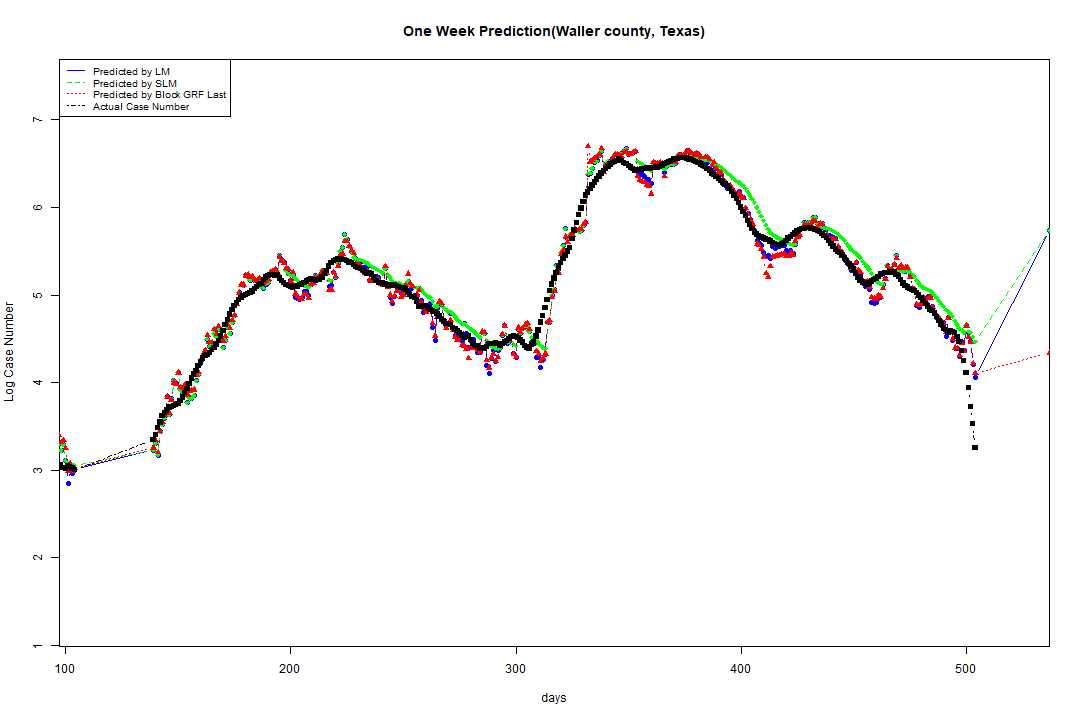 One Week Prediction(Waller county, Texas)
Predicted by LM
Predicted by SLM
Predicted by Block GRF Last
Actual Case Number
7
6
5
4
3
2
1
Log Case Number
100 200 300 400 500
days